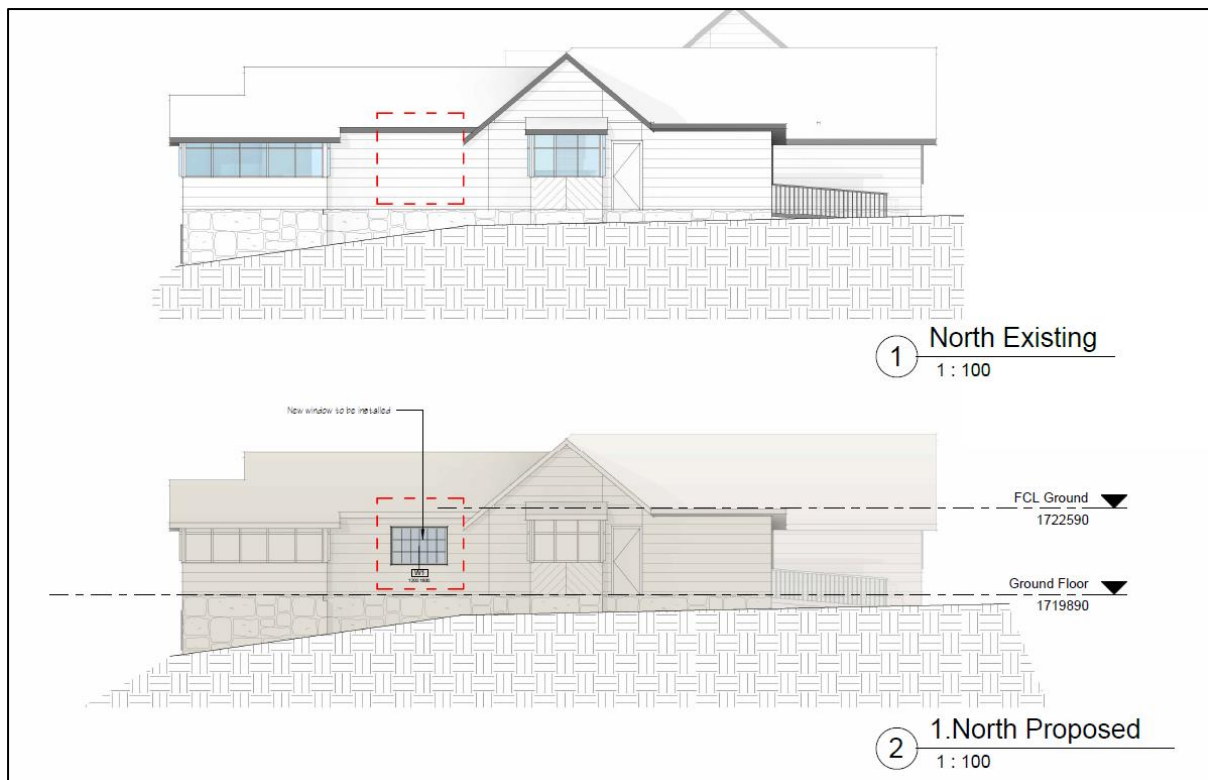 1
North Existing
1 : 100
New window to be installed
FCL Ground
1722590
W1
Ground Floor
1719890
2
1.North Proposed
1 : 100